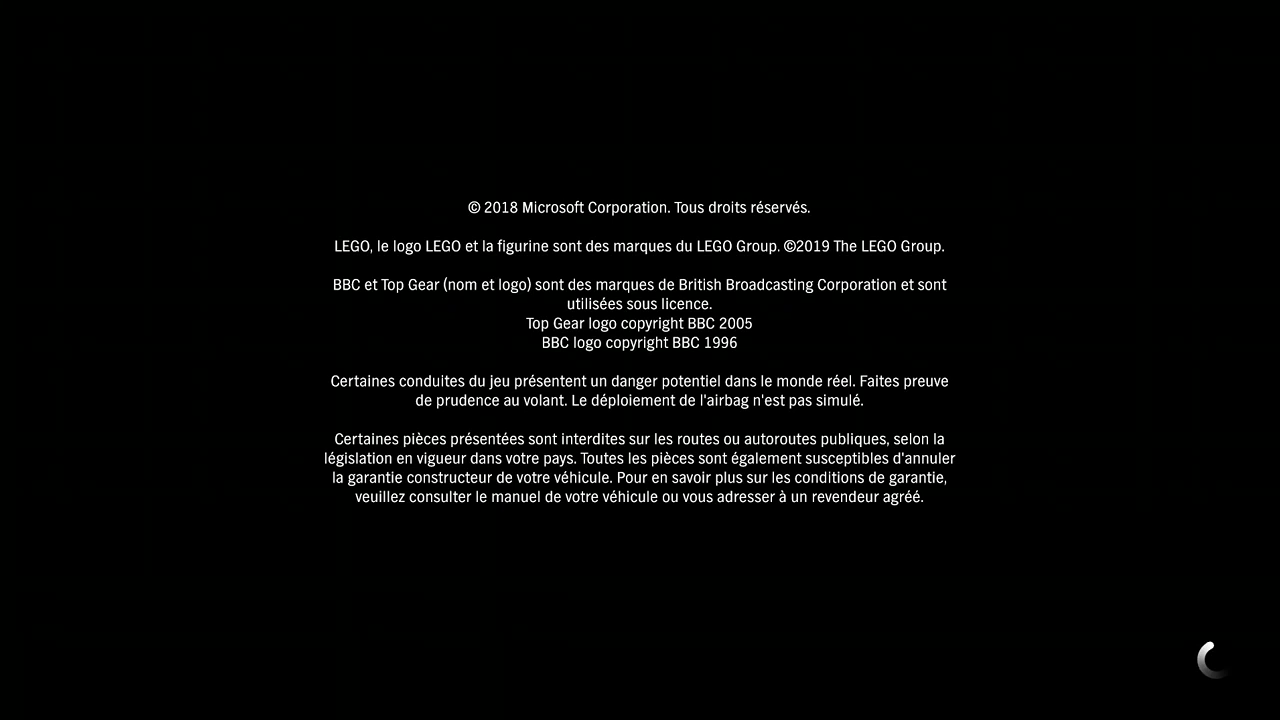 © 2018 Microsoft Corporation. Tous droits réservés.
LEGO, le logo LEGO et la figurine sont des marques du LEGO Group. ©2019 The LEGO Group.
BBC et Top Gear (nom et logo) sont des marques de British Broadcasting Corporation et sont
utilisées sous licence.
Top Gear logo copyright BBC 2005
BBC logo copyright BBC 1996
Certaines conduites du jeu présentent un danger potentiel dans le monde réel. Faites preuve
de prudence au volant. Le déploiement de l'airbag n'est pas simulé.
Certaines pièces présentées sont interdites sur les routes ou autoroutes publiques, selon la
législation en vigueur dans votre pays. Toutes les pièces sont également susceptibles d'annuler
la garantie constructeur de votre véhicule. Pour en savoir plus sur les conditions de garantie,
veuillez consulter le manuel de votre véhicule ou vous adresser à un revendeur agréé.